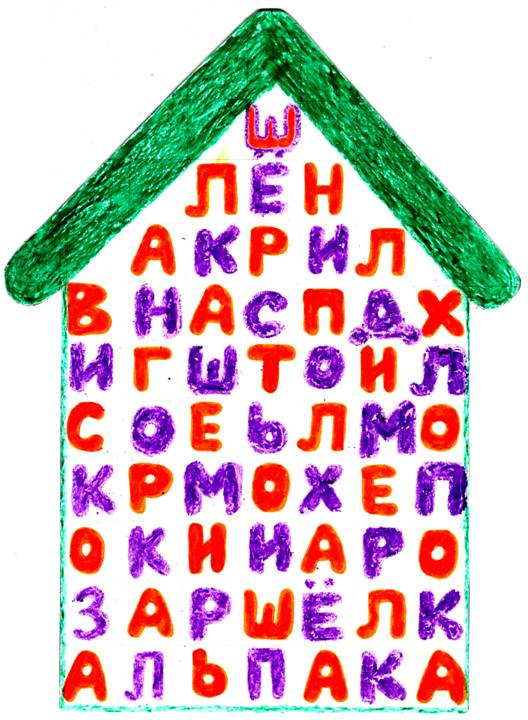 Ш
ЛЁН
АКРИЛ
ВНАСПДХ
ИГШТОИЛ
СОЕЬЛМО
КРМОХЕП
ОКИНАРО
ЗАРШЁЛК
АЛЬПАКА